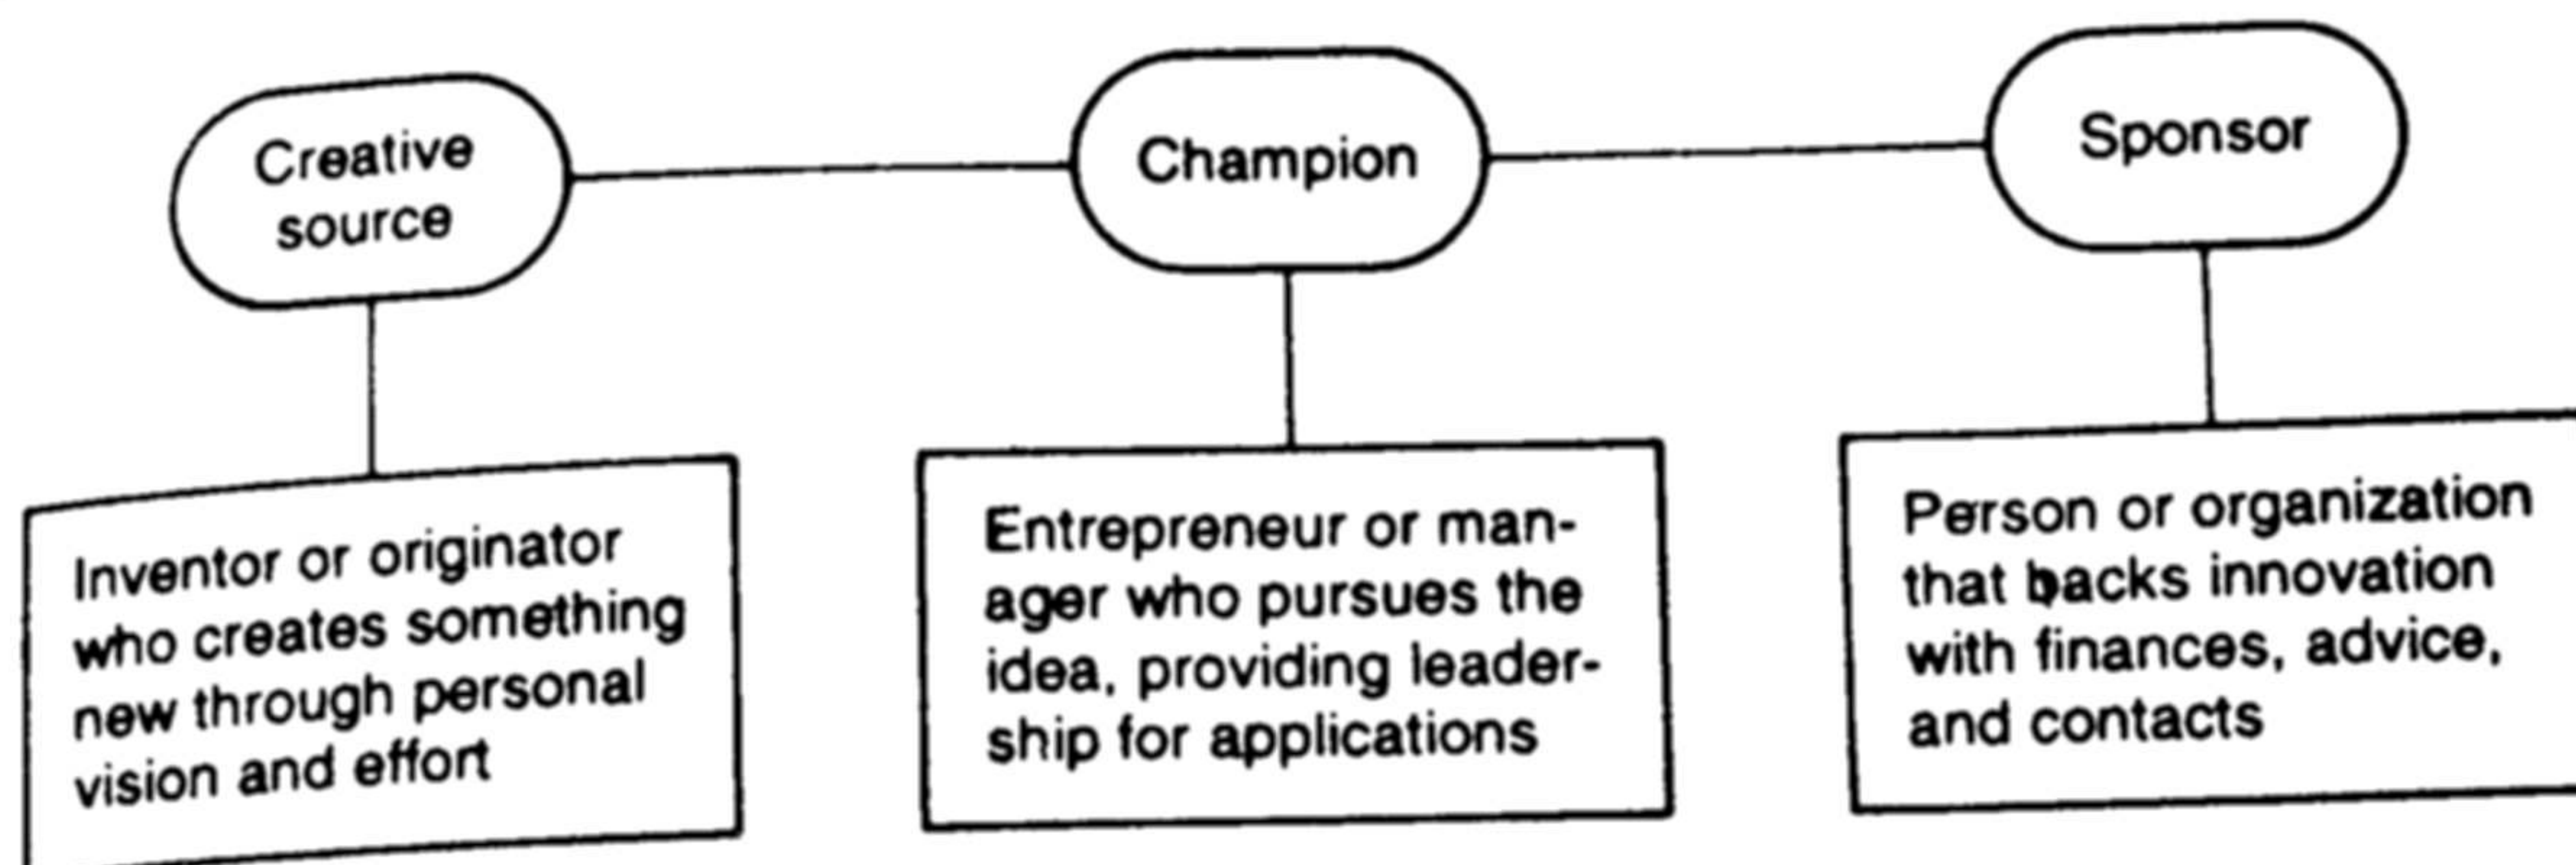 Creative
source
Champion
Sponsor
Inventor or originator
who creates something
new through personal
vision and effort
Entrepreneur or man-
ager who pursues the
idea, providing leader-
ship for applications
Person or organization
that backs innovation
with finances, advice,
and contacts